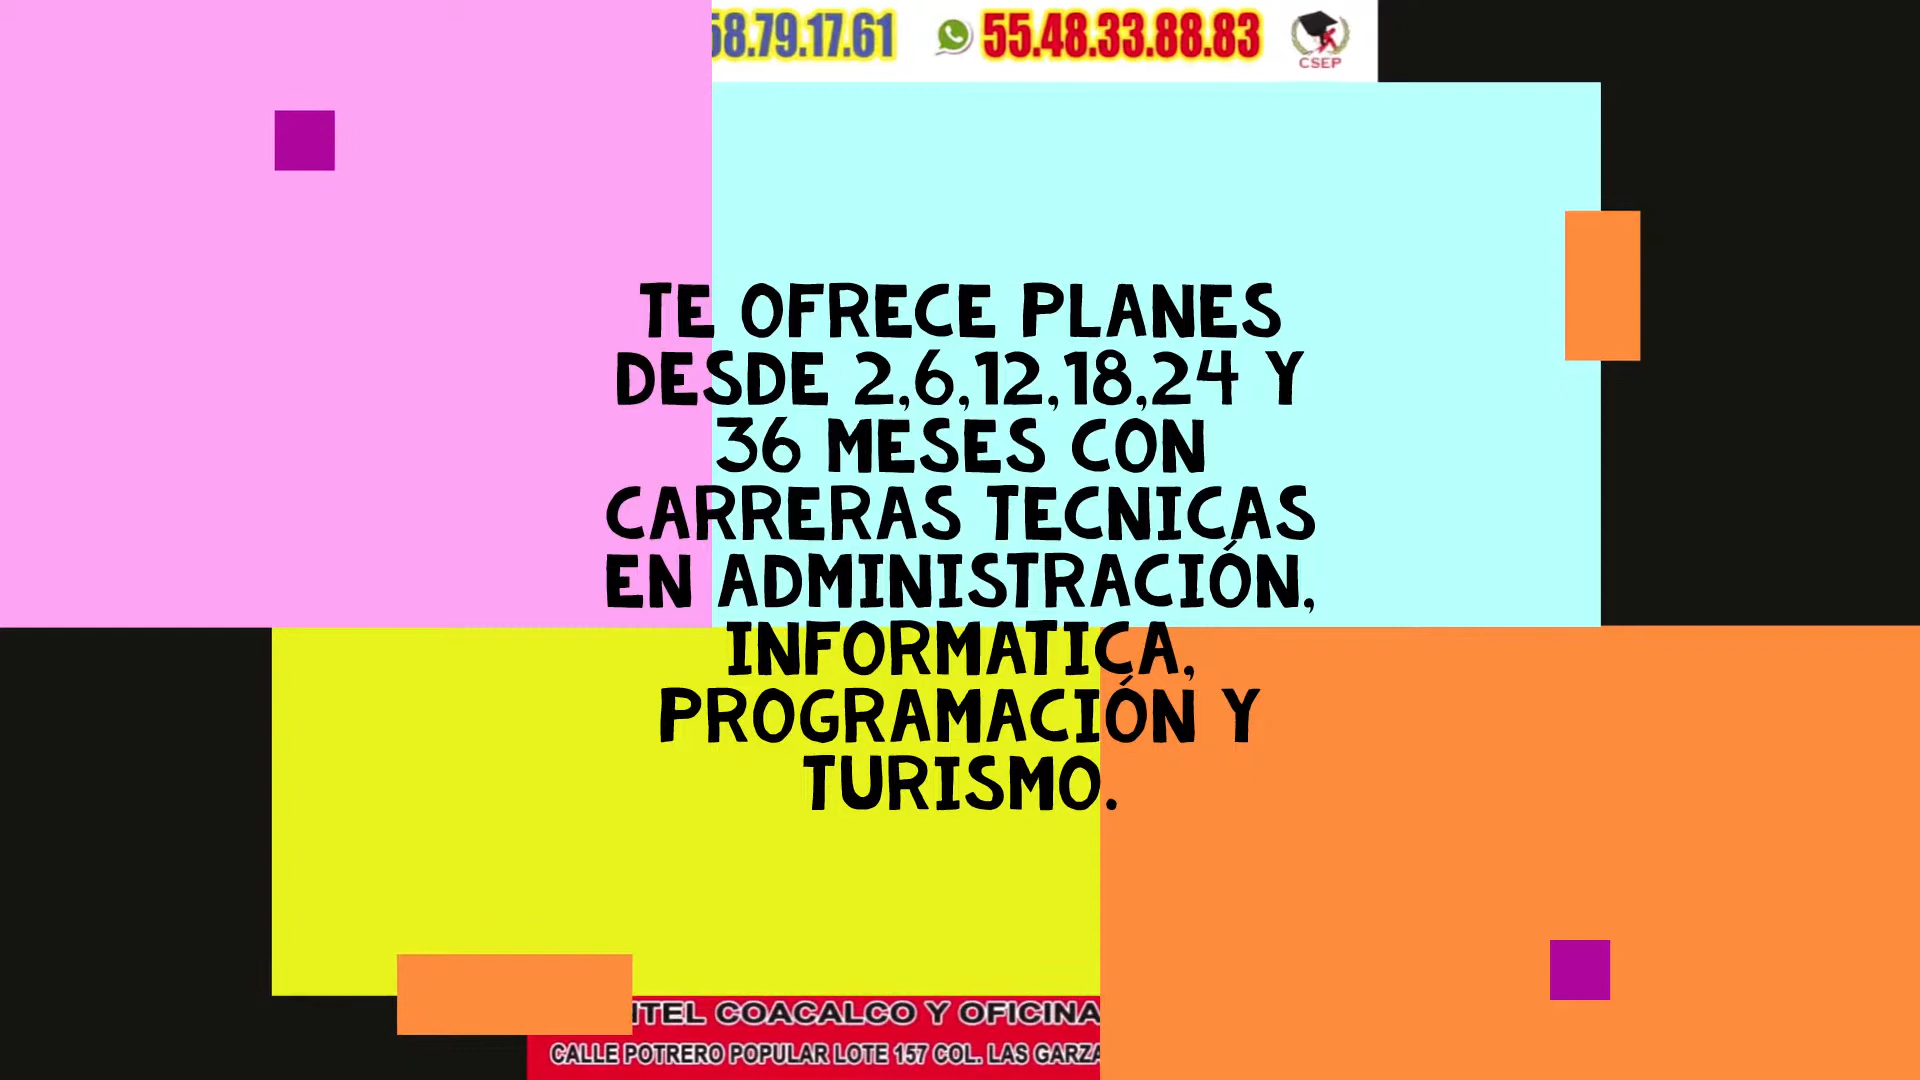 58.79.17.61 55.48.33.88.83
CSEP
TE OFRECE PLANES
DESDE 2,6,12,18,24 Y
36 MESES CON
CARRERAS TECNICAS
EN ADMINISTRACIÓN,
INFORMATICA,
PROGRAMACIÓN Y
TURISMO.
COACALCO Y OFICINA
CALLE POTRERO POPULAR LOTE 157 COL. LAS GARZA